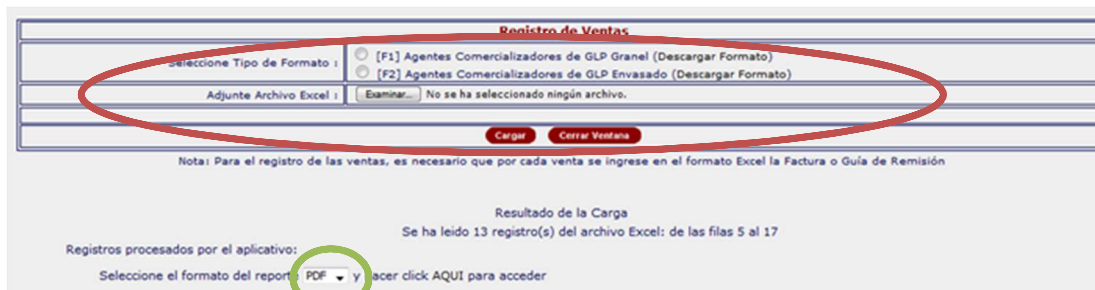 Registro de Ventas
Seleccione Tipo de Formato :
[F1] Agentes Comercializadores de GLP Granel (Descargar Formato)
[F2] Agentes Comercializadores de GLP Envasado (Descargar Formato)
Adjunte Archivo Excel : Examinar... No se ha seleccionado ningún archivo.
Cargar Cerrar Ventana
Nota: Para el registro de las ventas, es necesario que por cada venta se ingrese en el formato Excel la Factura o Guía de Remisión
Resultado de la Carga
Se ha leido 13 registro(s) del archivo Excel: de las filas 5 al 17
Registros procesados por el aplicativo:
Seleccione el formato del reporte PDF y hacer click AQUI para acceder